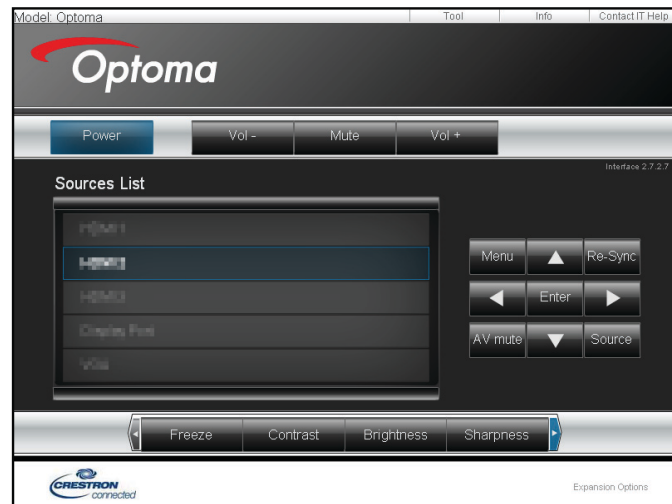 Model: Optoma Tool Info Contact IT Help
Optoma
Power Vol - Mute Vol +
Interface 2.7.2.7
Sources List
Menu Re-Sync
Enter
AV mute Source
Freeze Contrast Brightness Sharpness
CRESTRON
connected
Expansion Options